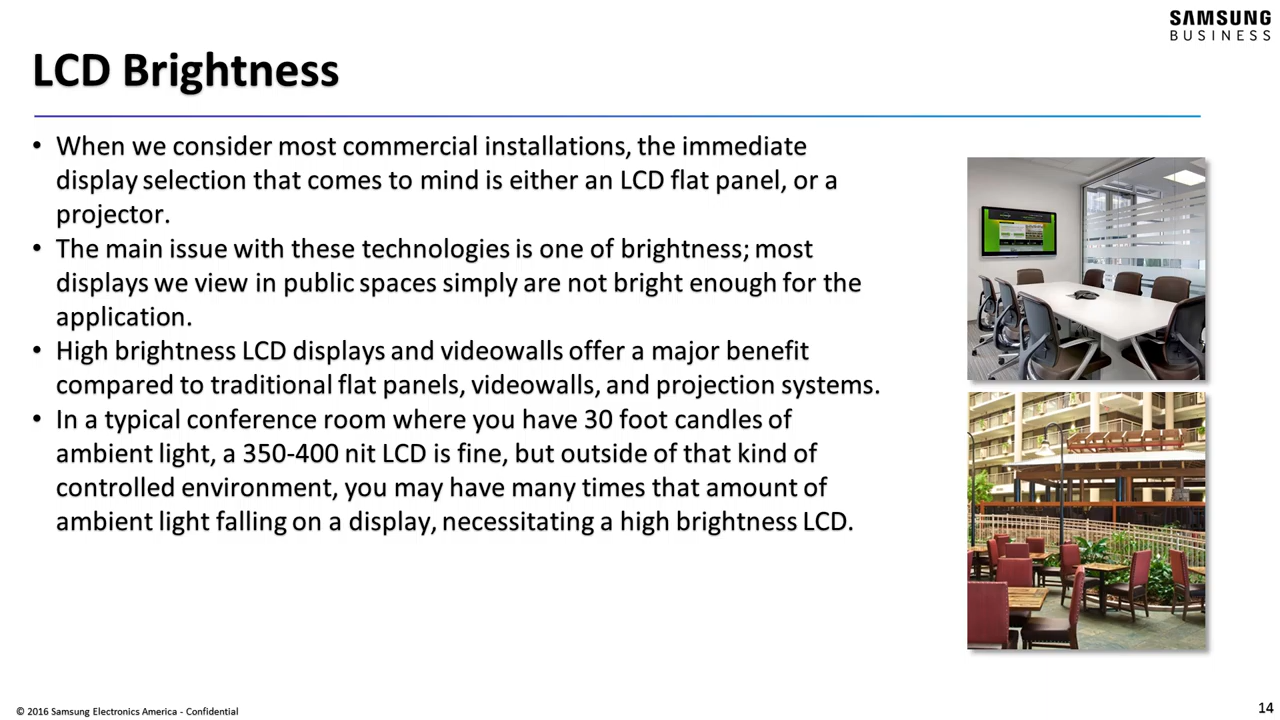 SAMSUNG
BUSINESS
LCD Brightness
• When we consider most commercial installations, the immediate
display selection that comes to mind is either an LCD flat panel, or a
projector.
• The main issue with these technologies is one of brightness; most
displays we view in public spaces simply are not bright enough for the
application.
• High brightness LCD displays and videowalls offer a major benefit
compared to traditional flat panels, videowalls, and projection systems.
• In a typical conference room where you have 30 foot candles of
ambient light, a 350-400 nit LCD is fine, but outside of that kind of
controlled environment, you may have many times that amount of
ambient light falling on a display, necessitating a high brightness LCD.
© 2016 Samsung Electronics America - Confidential
14